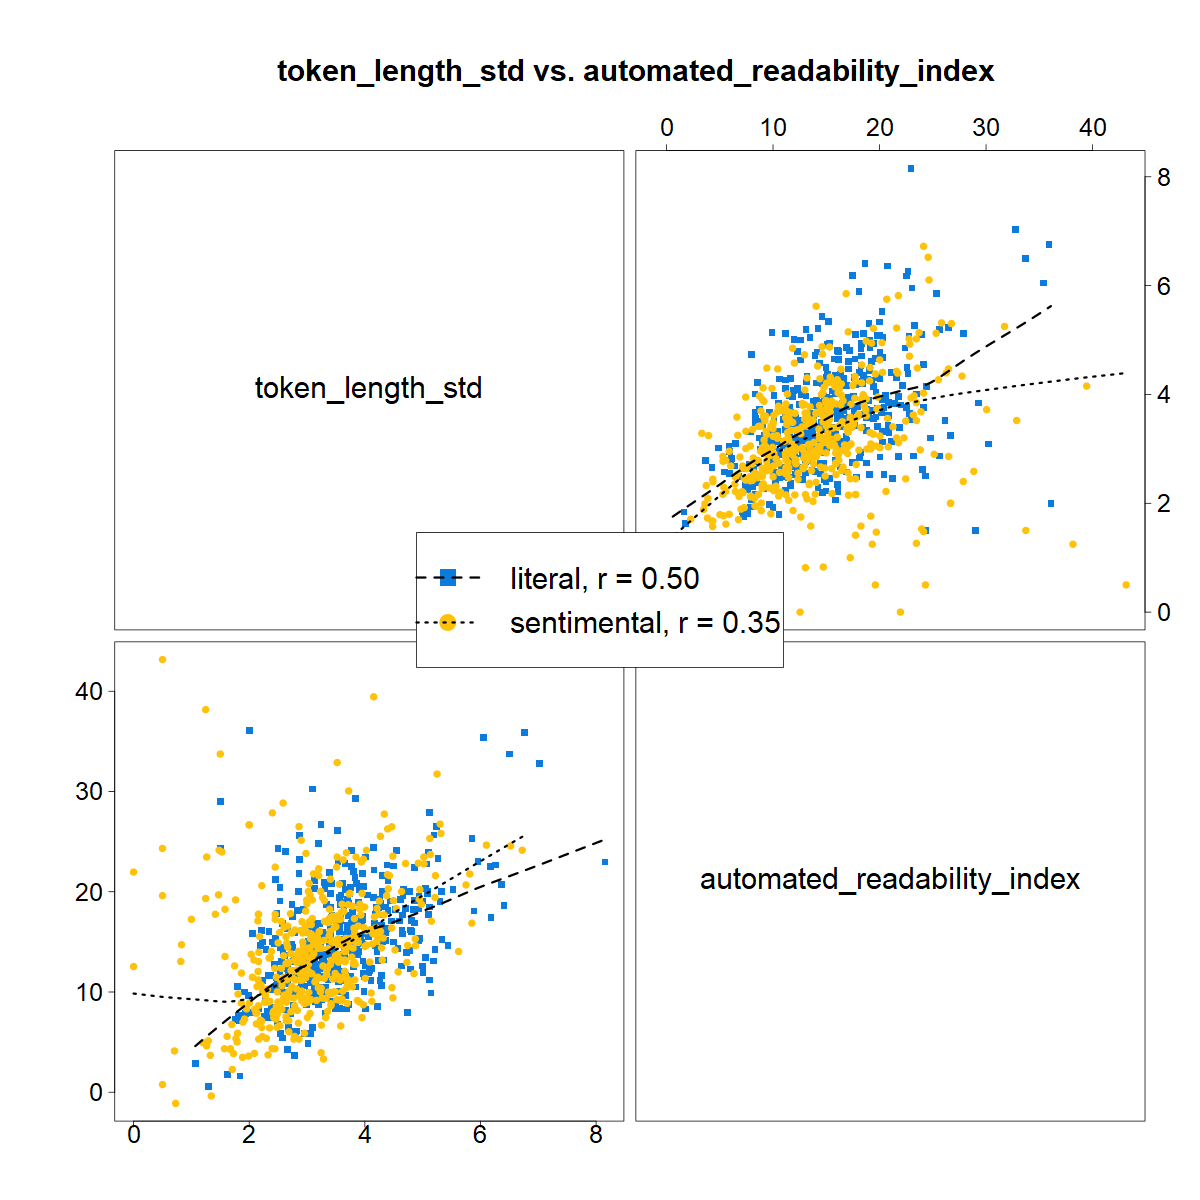 token_length_std vs. automated_readability_index
0 10 20 30 40
token_length_std
8
6
4
2
0
literal, r = 0.50
sentimental, r = 0.35
40
30
20
10
0
automated_readability_index
0 2 4 6 8